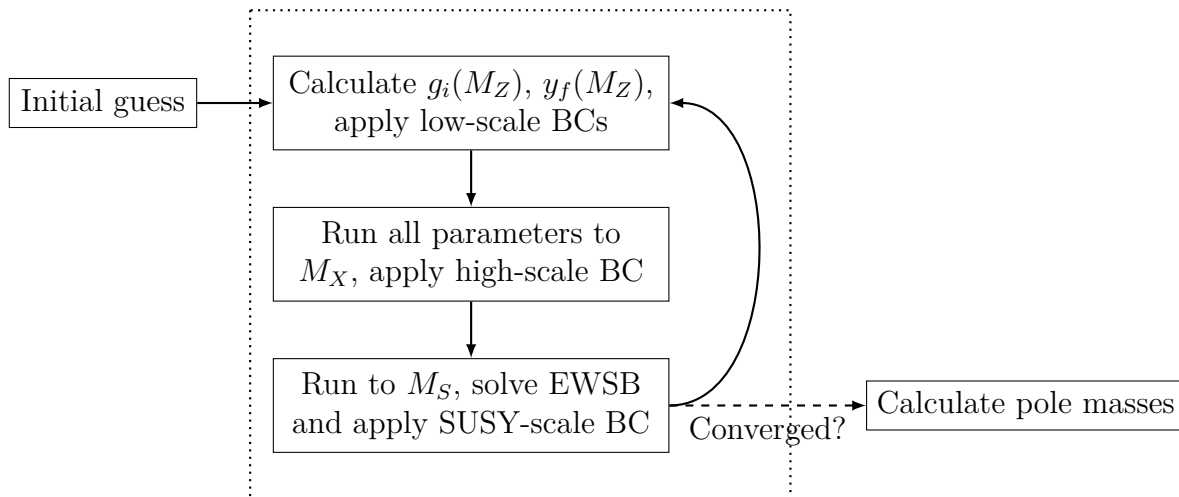 Initial guess
Calculate $g_i(M_Z)$, $y_f(M_Z)$,
apply low-scale BCs
Run all parameters to
$M_X$, apply high-scale BC
Run to $M_S$, solve EWSB
and apply SUSY-scale BC
Converged?
Calculate pole masses